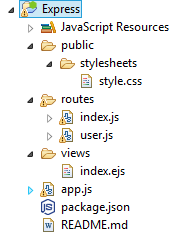 Express
JavaScript Resources
public
stylesheets
style.css
routes
index.js
user.js
views
index.ejs
app.js
package.json
README.md